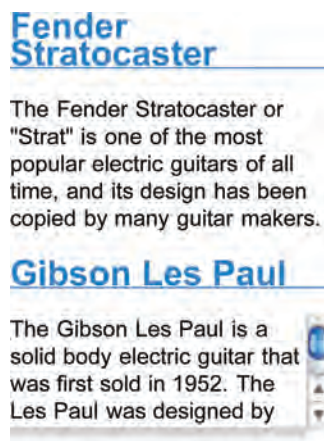 Fender
Stratocaster
The Fender Stratocaster or
"Strat" is one of the most
popular electric guitars of all
time, and its design has been
copied by many guitar makers.
Gibson Les Paul
The Gibson Les Paul is a
solid body electric guitar that
was first sold in 1952. The
Les Paul was designed by